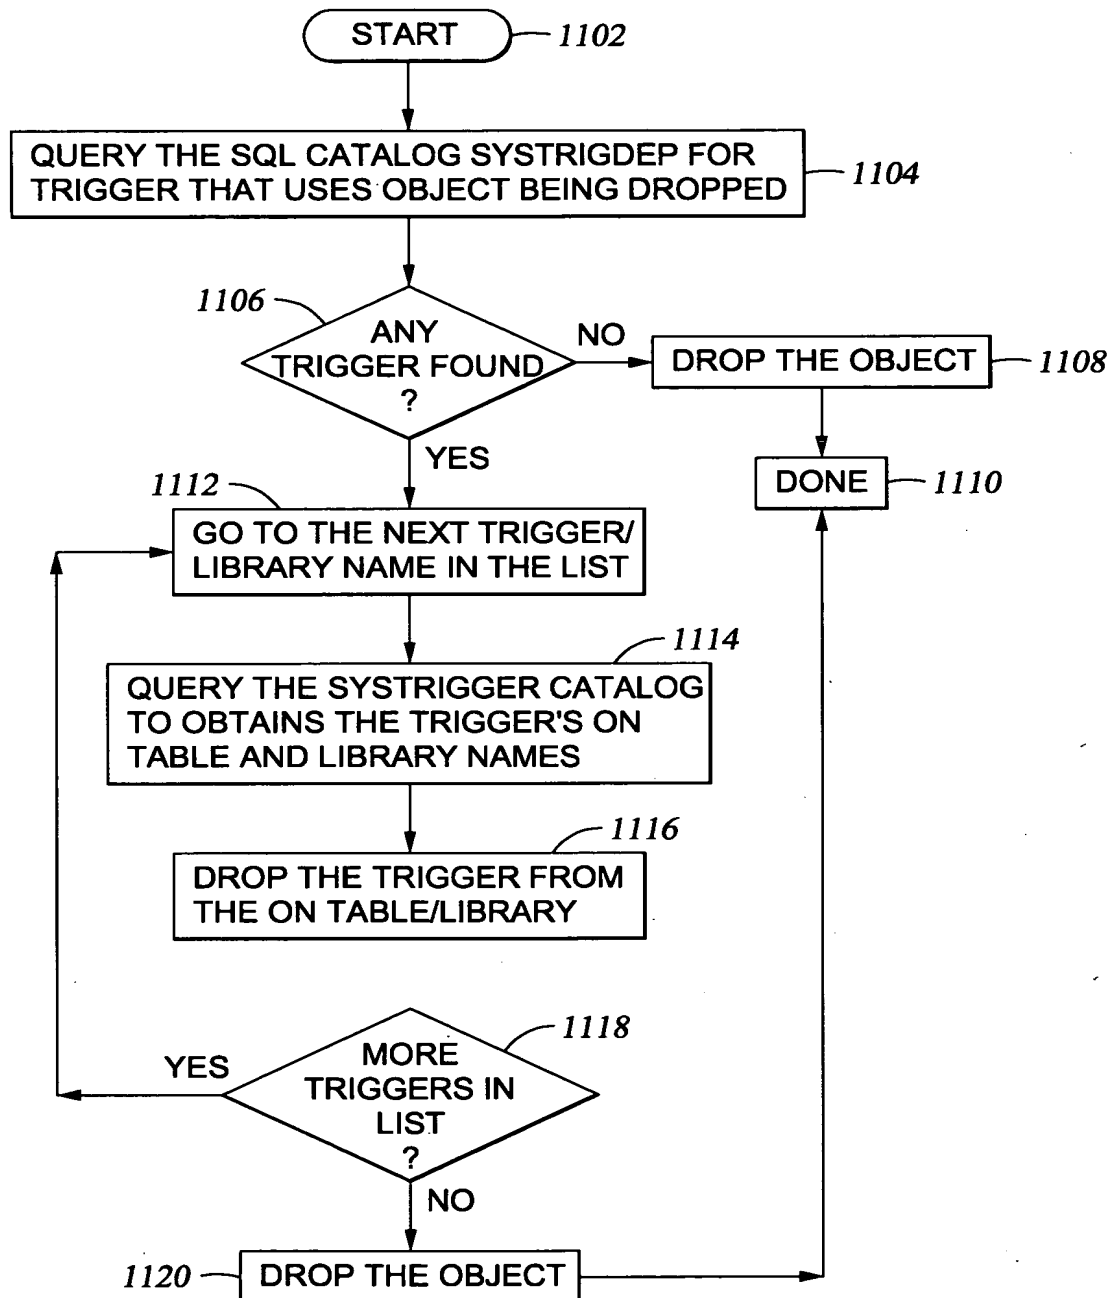 START
1102
QUERY THE SQL CATALOG SYSTRIGDEP FOR
TRIGGER THAT USES OBJECT BEING DROPPED
1104
1106
ANY
TRIGGER FOUND
?
NO
DROP THE OBJECT
1108
YES
DONE
1110
1112
GO TO THE NEXT TRIGGER/
LIBRARY NAME IN THE LIST
1114
QUERY THE SYSTRIGGER CATALOG
TO OBTAINS THE TRIGGER'S ON
TABLE AND LIBRARY NAMES
1116
DROP THE TRIGGER FROM
THE ON TABLE/LIBRARY
1118
YES
MORE
TRIGGERS IN
LIST
?
NO
1120
DROP THE OBJECT